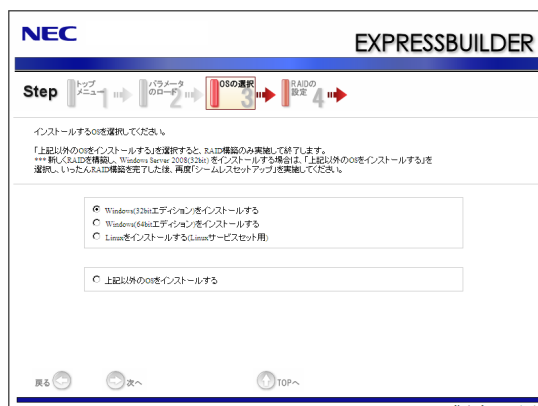 NEC
EXPRESSBUILDER
Step トップメニュー 1 パラメータのロード 2 OSの選択 3 RAIDの設定 4
インストールするOSを選択してください。
「上記以外のOSをインストールする」を選択すると、RAID構築のみ実施して終了します。
*** 新しくRAIDを構築し、Windows Server 2008(32bit)をインストールする場合は、「上記以外のOSをインストールする」を
選択し、いったんRAID構築を完了した後、再度「シームレスセットアップ」を実施してください。
Windows(32bitエディション)をインストールする
Windows(64bitエディション)をインストールする
Linuxをインストールする(Linuxサービスセット用)
上記以外のOSをインストールする
戻る 次へ TOPへ